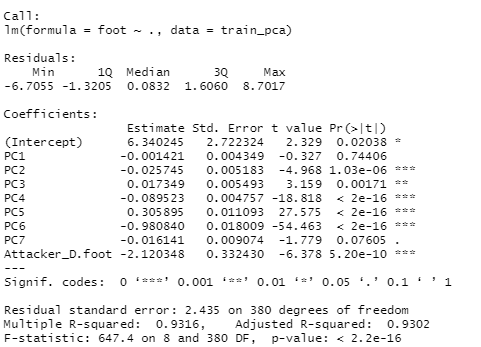 Call:
lm(formula = foot ~ ., data = train_pca)
Residuals:
Min 1Q Median 3Q Max
-6.7055 -1.3205 0.0832 1.6060 8.7017
Coefficients:
Estimate Std. Error t value Pr(>|t|)
(Intercept) 6.340245 2.722324 2.329 0.02038 *
PC1 -0.001421 0.004349 -0.327 0.74406
PC2 -0.025745 0.005183 -4.968 1.03e-06 ***
PC3 0.017349 0.005493 3.159 0.00171 **
PC4 -0.089523 0.004757 -18.818 < 2e-16 ***
PC5 0.305895 0.011093 27.575 < 2e-16 ***
PC6 -0.980840 0.018009 -54.463 < 2e-16 ***
PC7 -0.016141 0.009074 -1.779 0.07605 .
Attacker_D.foot -2.120348 0.332430 -6.378 5.20e-10 ***
---
Signif. codes: 0 ‘***’ 0.001 ‘**’ 0.01 ‘*’ 0.05 ‘.’ 0.1 ‘ ’ 1
Residual standard error: 2.435 on 380 degrees of freedom
Multiple R-squared: 0.9316, Adjusted R-squared: 0.9302
F-statistic: 647.4 on 8 and 380 DF, p-value: < 2.2e-16